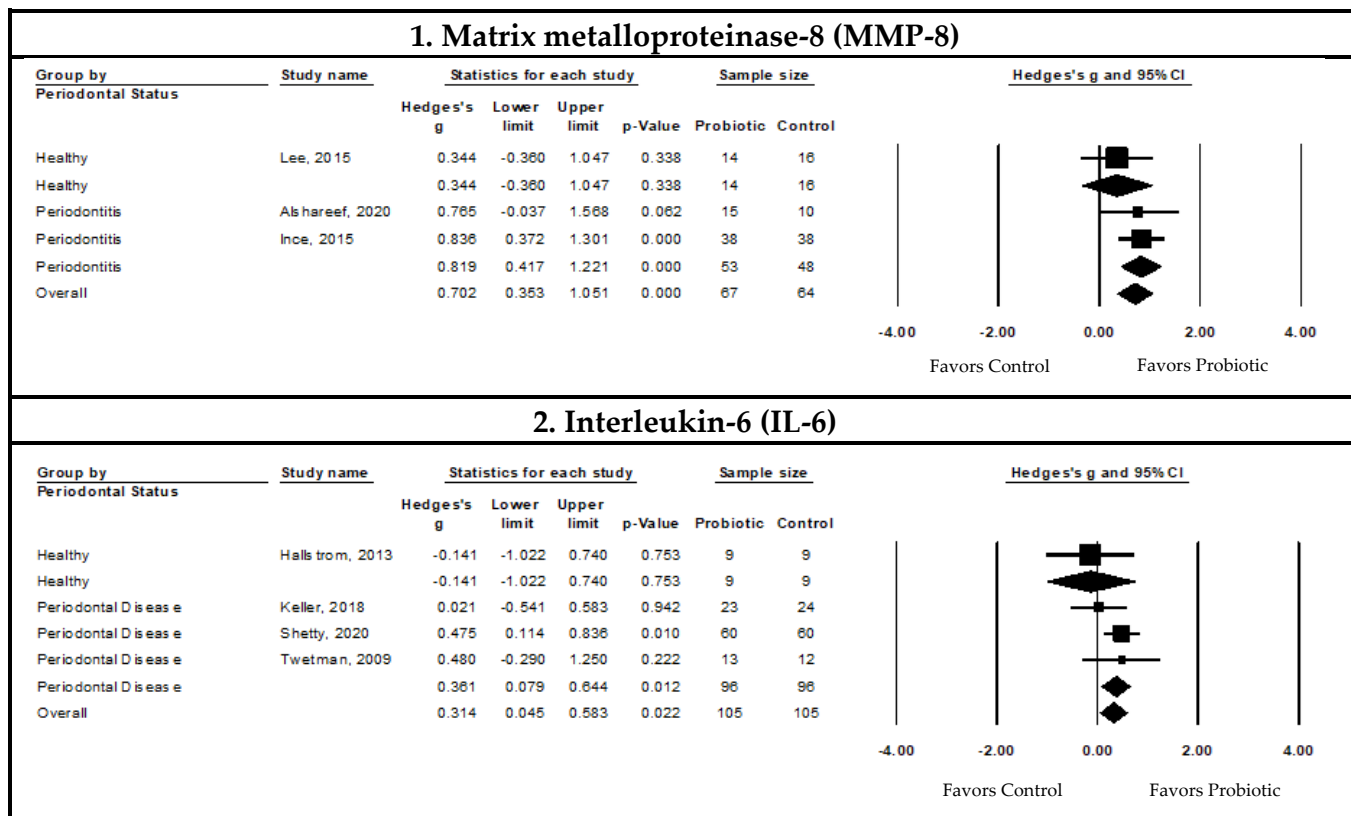 1. Matrix metalloproteinase-8 (MMP-8)
Group by Study name Statistics for each study Sample size Hedges's g and 95% CI
Periodontal Status
Hedges's Lower Upper
g limit limit p-Value Probiotic Control
Healthy Lee, 2015 0.344 -0.360 1.047 0.338 14 16
Healthy 0.344 -0.360 1.047 0.338 14 16
Periodontitis Alshareef, 2020 0.765 -0.037 1.568 0.062 15 10
Periodontitis Ince, 2015 0.836 0.372 1.301 0.000 38 38
Periodontitis 0.819 0.417 1.221 0.000 53 48
Overall 0.702 0.353 1.051 0.000 67 64
-4.00 -2.00 0.00 2.00 4.00
Favors Control Favors Probiotic
2. Interleukin-6 (IL-6)
Group by Study name Statistics for each study Sample size Hedges's g and 95% CI
Periodontal Status
Hedges's Lower Upper
g limit limit p-Value Probiotic Control
Healthy Hallstrom, 2013 -0.141 -1.022 0.740 0.753 9 9
Healthy -0.141 -1.022 0.740 0.753 9 9
Periodontal Disease Keller, 2018 0.021 -0.541 0.583 0.942 23 24
Periodontal Disease Shetty, 2020 0.475 0.114 0.836 0.010 60 60
Periodontal Disease Twetman, 2009 0.480 -0.290 1.250 0.222 13 12
Periodontal Disease 0.361 0.079 0.644 0.012 96 96
Overall 0.314 0.045 0.583 0.022 105 105
-4.00 -2.00 0.00 2.00 4.00
Favors Control Favors Probiotic